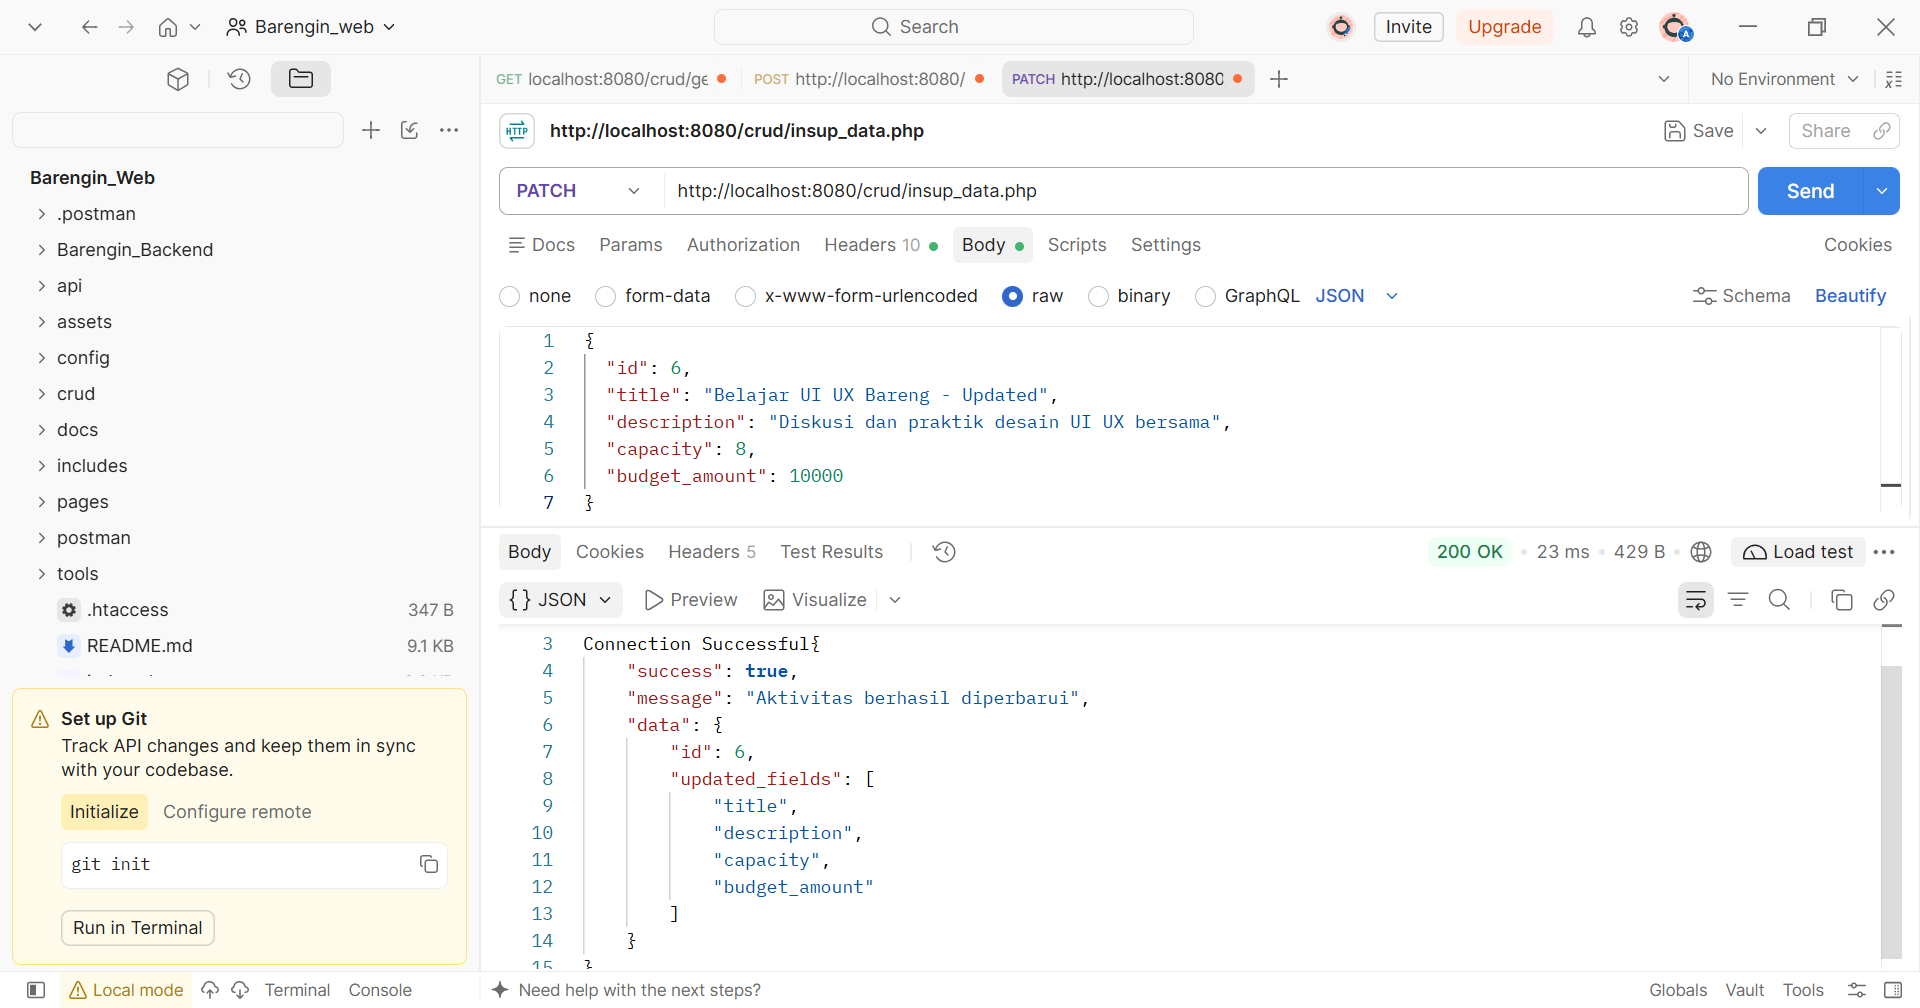 Barengin_web
Search
Invite
Upgrade
A
GET localhost:8080/crud/ge
POST http://localhost:8080/
PATCH http://localhost:8080
No Environment
HTTP http://localhost:8080/crud/insup_data.php
Save
Share
Barengin_Web
.postman
Barengin_Backend
api
assets
config
crud
docs
includes
pages
postman
tools
.htaccess 347 B
README.md 9.1 KB
Set up Git
Track API changes and keep them in sync
with your codebase.
Initialize Configure remote
git init
Run in Terminal
PATCH http://localhost:8080/crud/insup_data.php Send
Docs Params Authorization Headers 10 Body Scripts Settings Cookies
none form-data x-www-form-urlencoded raw binary GraphQL JSON Schema Beautify
1 {
2 "id": 6,
3 "title": "Belajar UI UX Bareng - Updated",
4 "description": "Diskusi dan praktik desain UI UX bersama",
5 "capacity": 8,
6 "budget_amount": 10000
7 }
Body Cookies Headers 5 Test Results 200 OK 23 ms 429 B Load test
{} JSON Preview Visualize
3 Connection Successful{
4 "success": true,
5 "message": "Aktivitas berhasil diperbarui",
6 "data": {
7 "id": 6,
8 "updated_fields": [
9 "title",
10 "description",
11 "capacity",
12 "budget_amount"
13 ]
14 }
15 }
Local mode Terminal Console Need help with the next steps? Globals Vault Tools